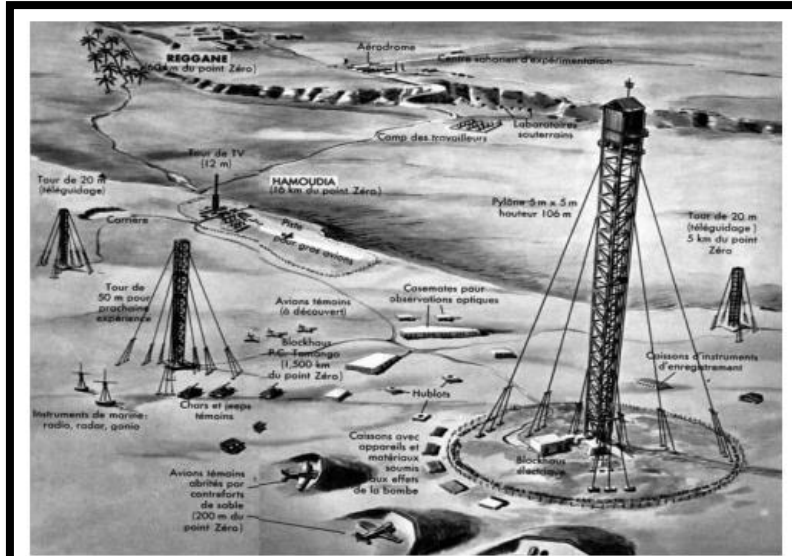 REGGANE
(60 km du point Zéro)
Aérodrome
Centre saharien d'expérimentation
Laboratoires
souterrains
Camp des travailleurs
Tour de TV
(12 m)
Tour de 20 m
(téléguidage)
HAMOUDIA
(16 km du point Zéro)
Carrière
Piste
pour gros avions
Pylône 5 m x 5 m
hauteur 106 m
Tour de 20 m
(téléguidage)
5 km du point
Zéro
Tour de
50 m pour
prochaine
expérience
Avions témoins
(à découvert)
Casemates pour
observations optiques
Blockhaus
P.C. Tamango
(1,500 km
du point Zéro)
Caissons d'instruments
d'enregistrement
Hublots
Instruments de marine:
radio, radar, gonio
Chars et jeeps
témoins
Caissons avec
appareils et
matériaux
soumis
aux effets
de la bombe
Blockhaus
électrique
Avions témoins
abrités par
contreforts
de sable
(200 m du
point Zéro)